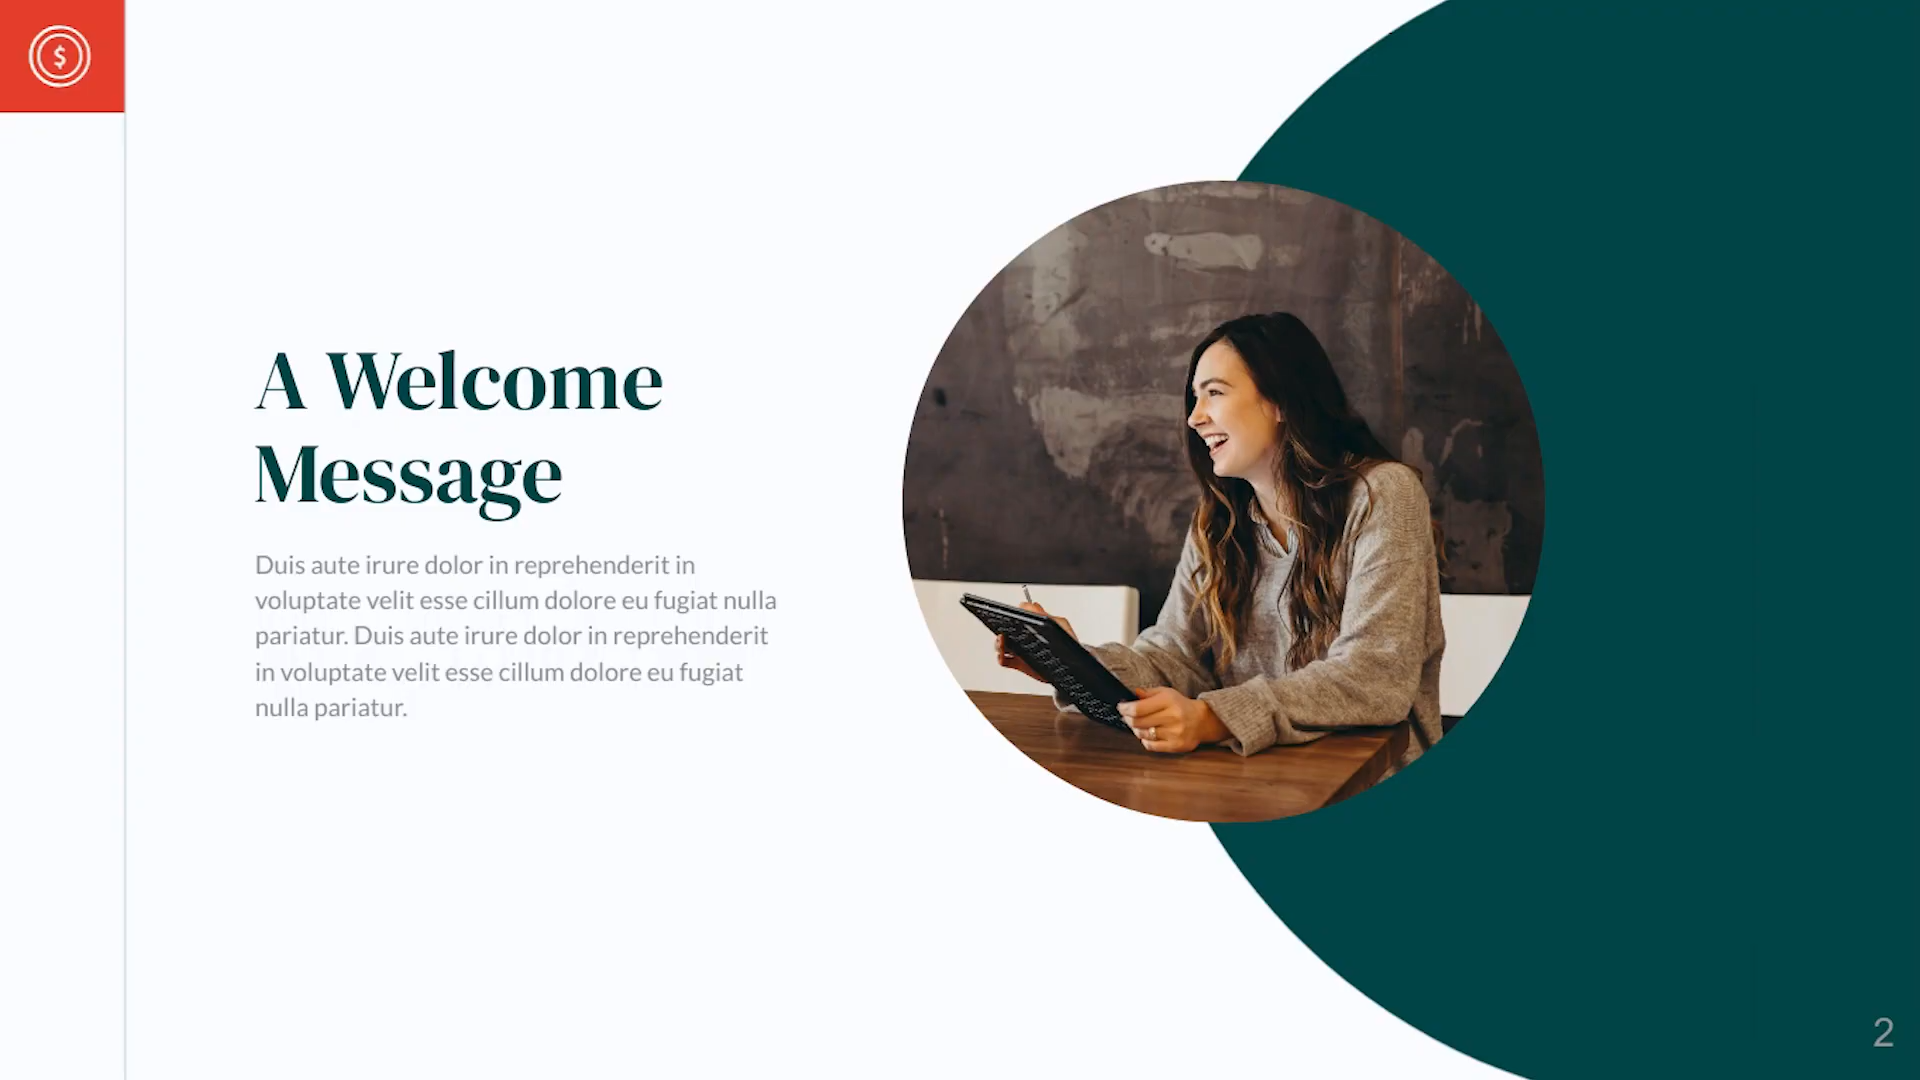 $
A Welcome
Message
Duis aute irure dolor in reprehenderit in
voluptate velit esse cillum dolore eu fugiat nulla
pariatur. Duis aute irure dolor in reprehenderit
in voluptate velit esse cillum dolore eu fugiat
nulla pariatur.
2